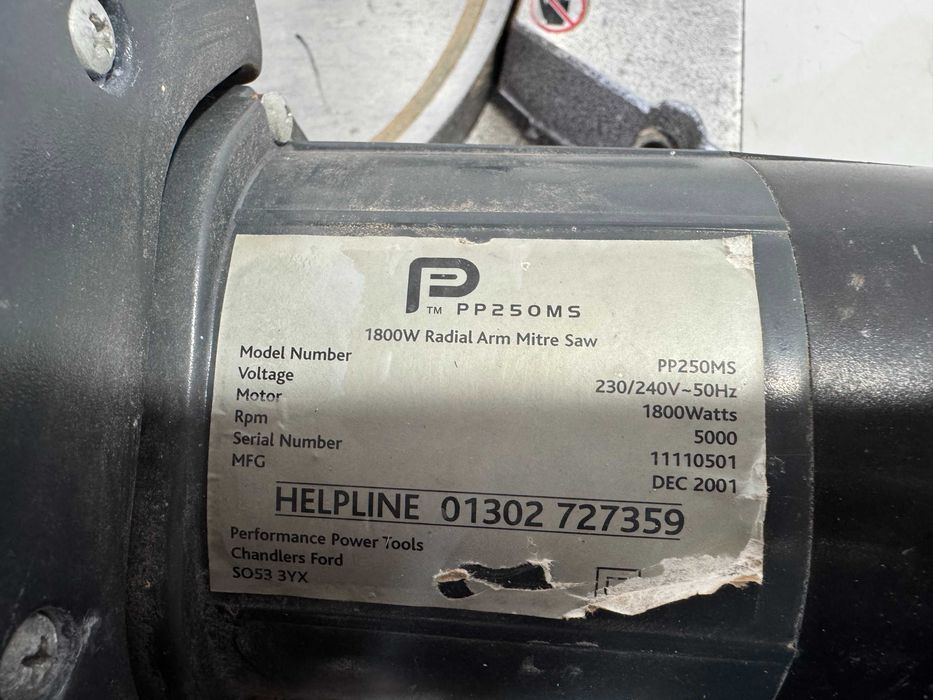 P
™ PP250MS
1800W Radial Arm Mitre Saw
Model Number PP250MS
Voltage 230/240V~50Hz
Motor 1800Watts
Rpm 5000
Serial Number 11110501
MFG DEC 2001
HELPLINE 01302 727359
Performance Power Tools
Chandlers Ford
SO53 3YX